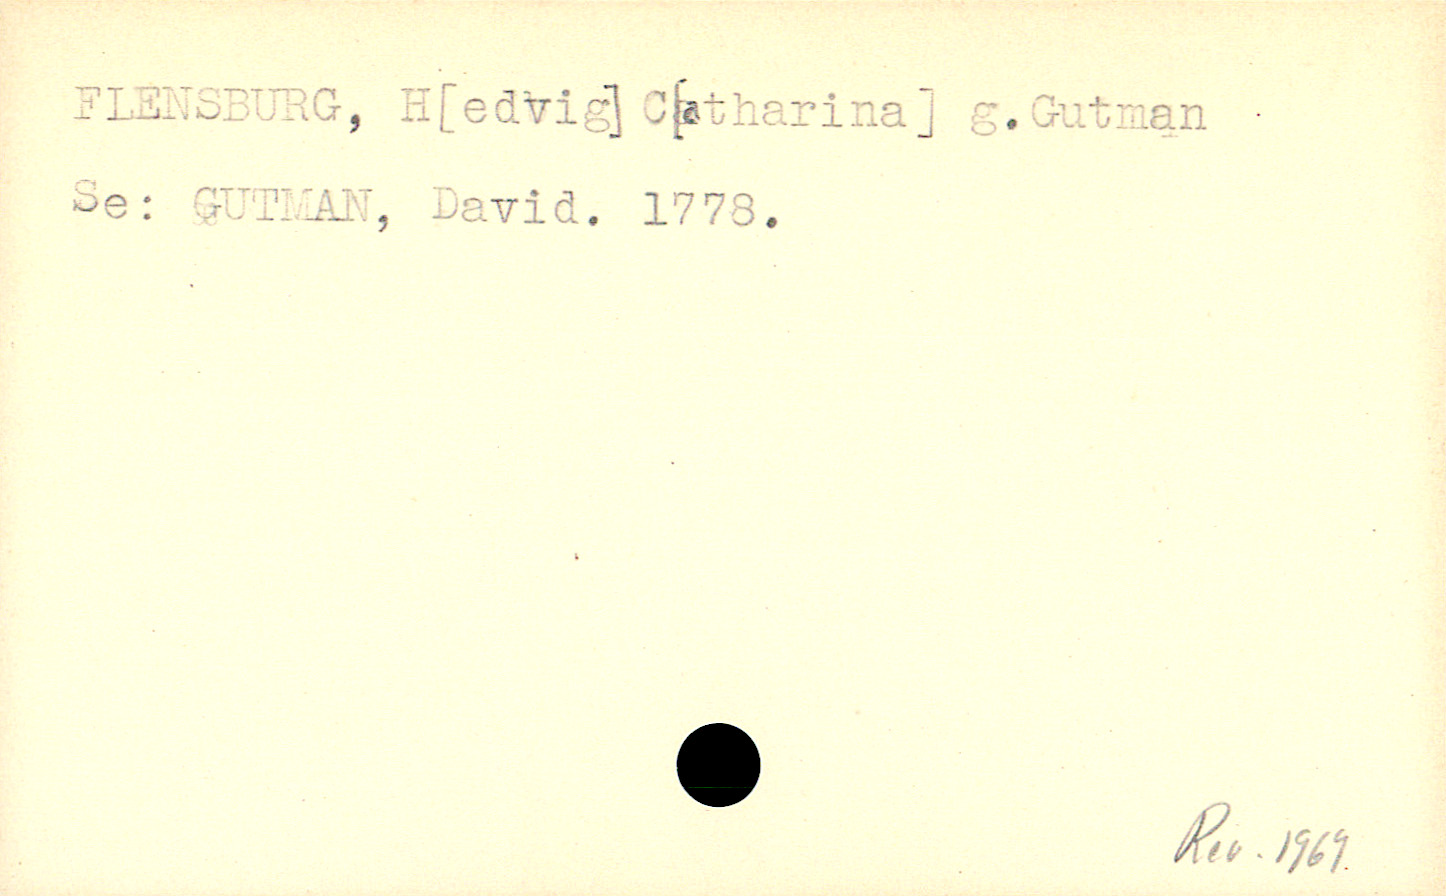 FLENSBURG, H[edvig] C[atharina] g. Gutman
Se: GUTMAN, David. 1778.
Rev. 1969.